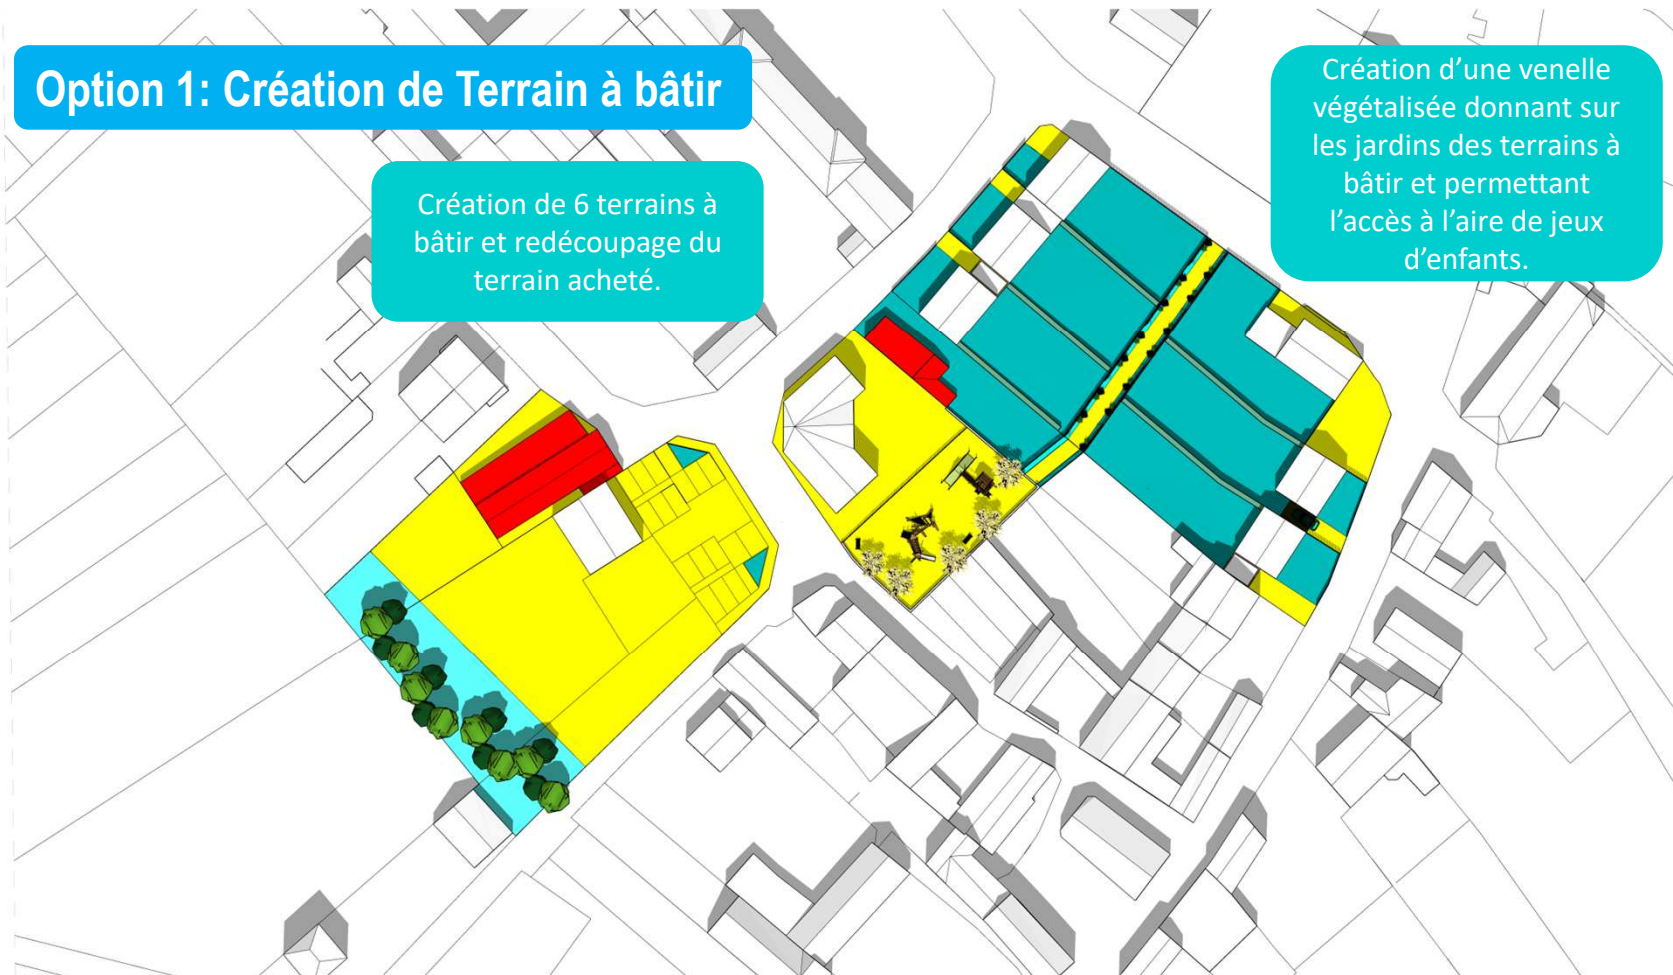 Option 1: Création de Terrain à bâtir
Création de 6 terrains à
bâtir et redécoupage du
terrain acheté.
Création d’une venelle
végétalisée donnant sur
les jardins des terrains à
bâtir et permettant
l’accès à l’aire de jeux
d’enfants.